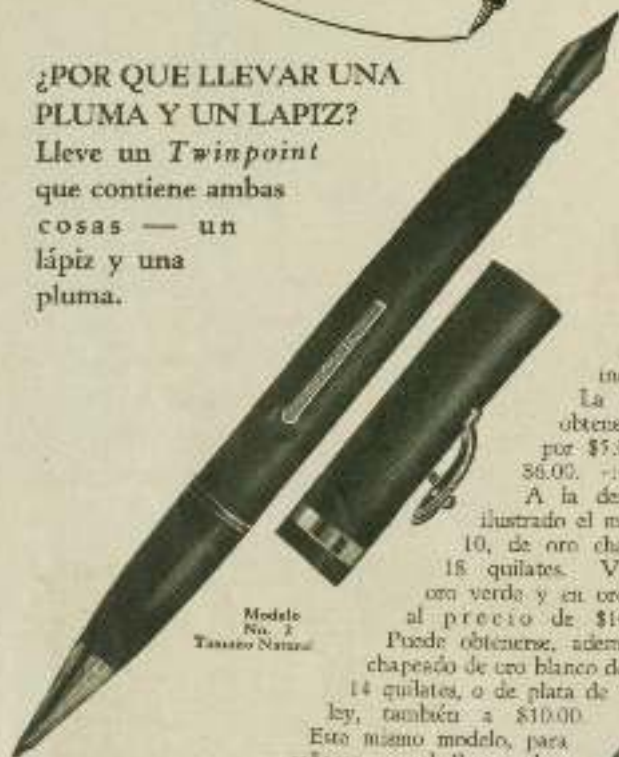 ¿POR QUE LLEVAR UNA
PLUMA Y UN LAPIZ?
Lleve un Twinpoint
que contiene ambas
cosas — un
lápiz y una
pluma.
La
por $5.
$6.00.
A la
ilustrado el
10, de oro
18 quilates.
oro verde y en
al precio de
Puede obtenerse,
chapeado de oro blanco
14 quilates, o de plata de
ley, también a $10.00.
Este mismo modelo, para
Modelo
No. 2
Tamaño Natural